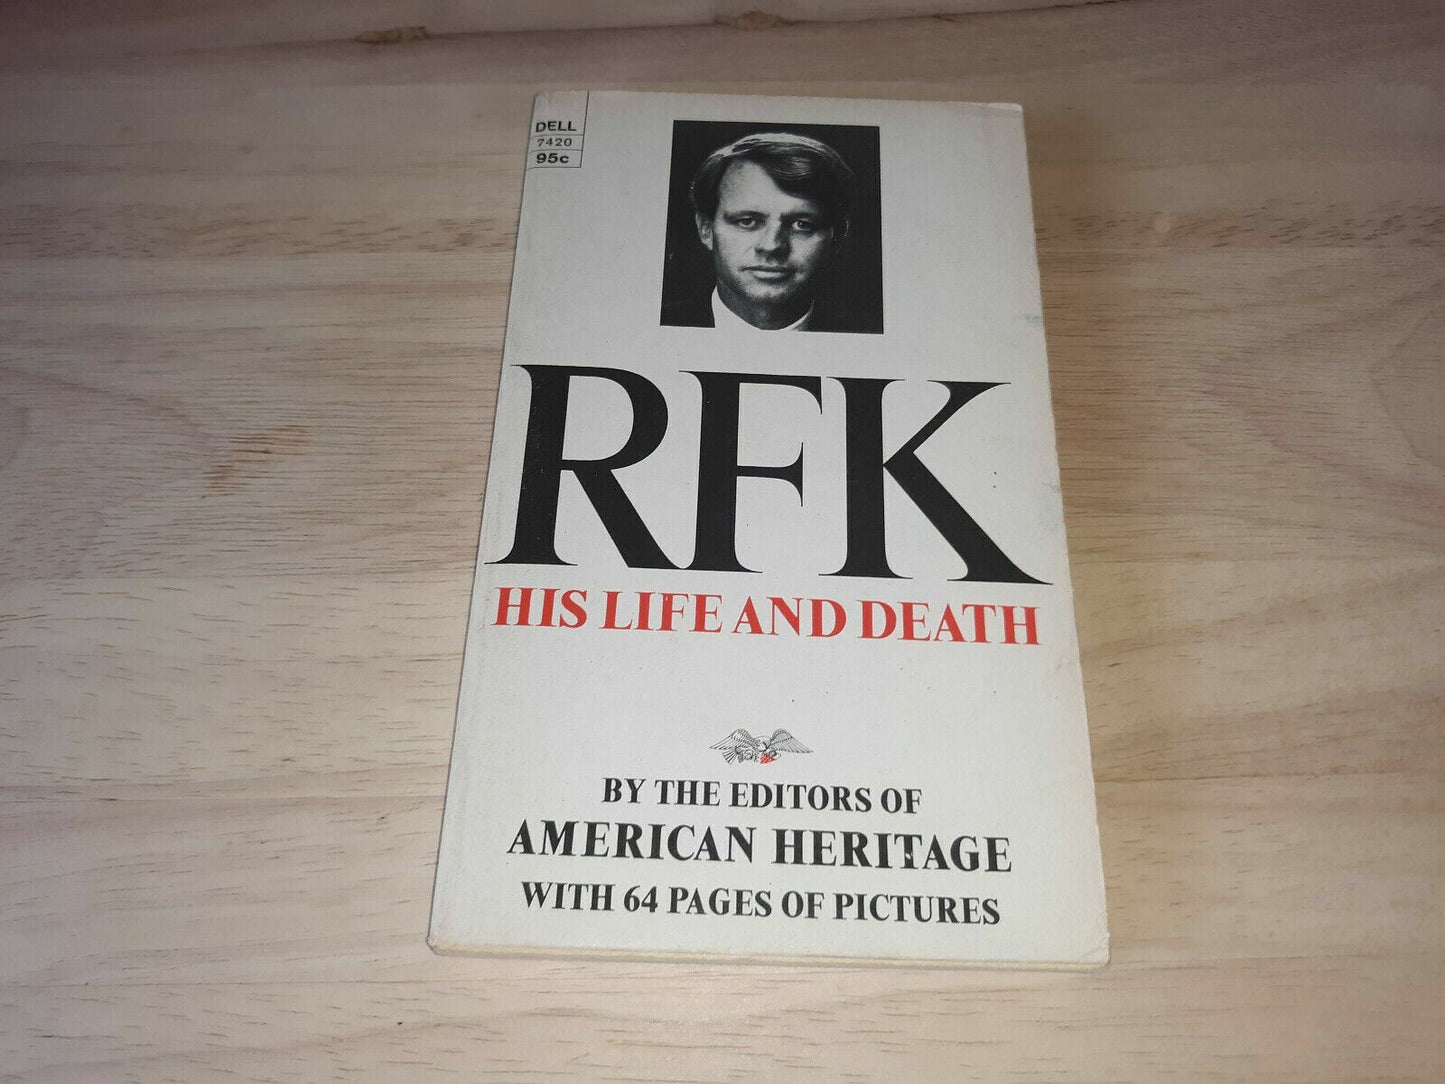 DELL
7420
95c
RFK
HIS LIFE AND DEATH
BY THE EDITORS OF
AMERICAN HERITAGE
WITH 64 PAGES OF PICTURES